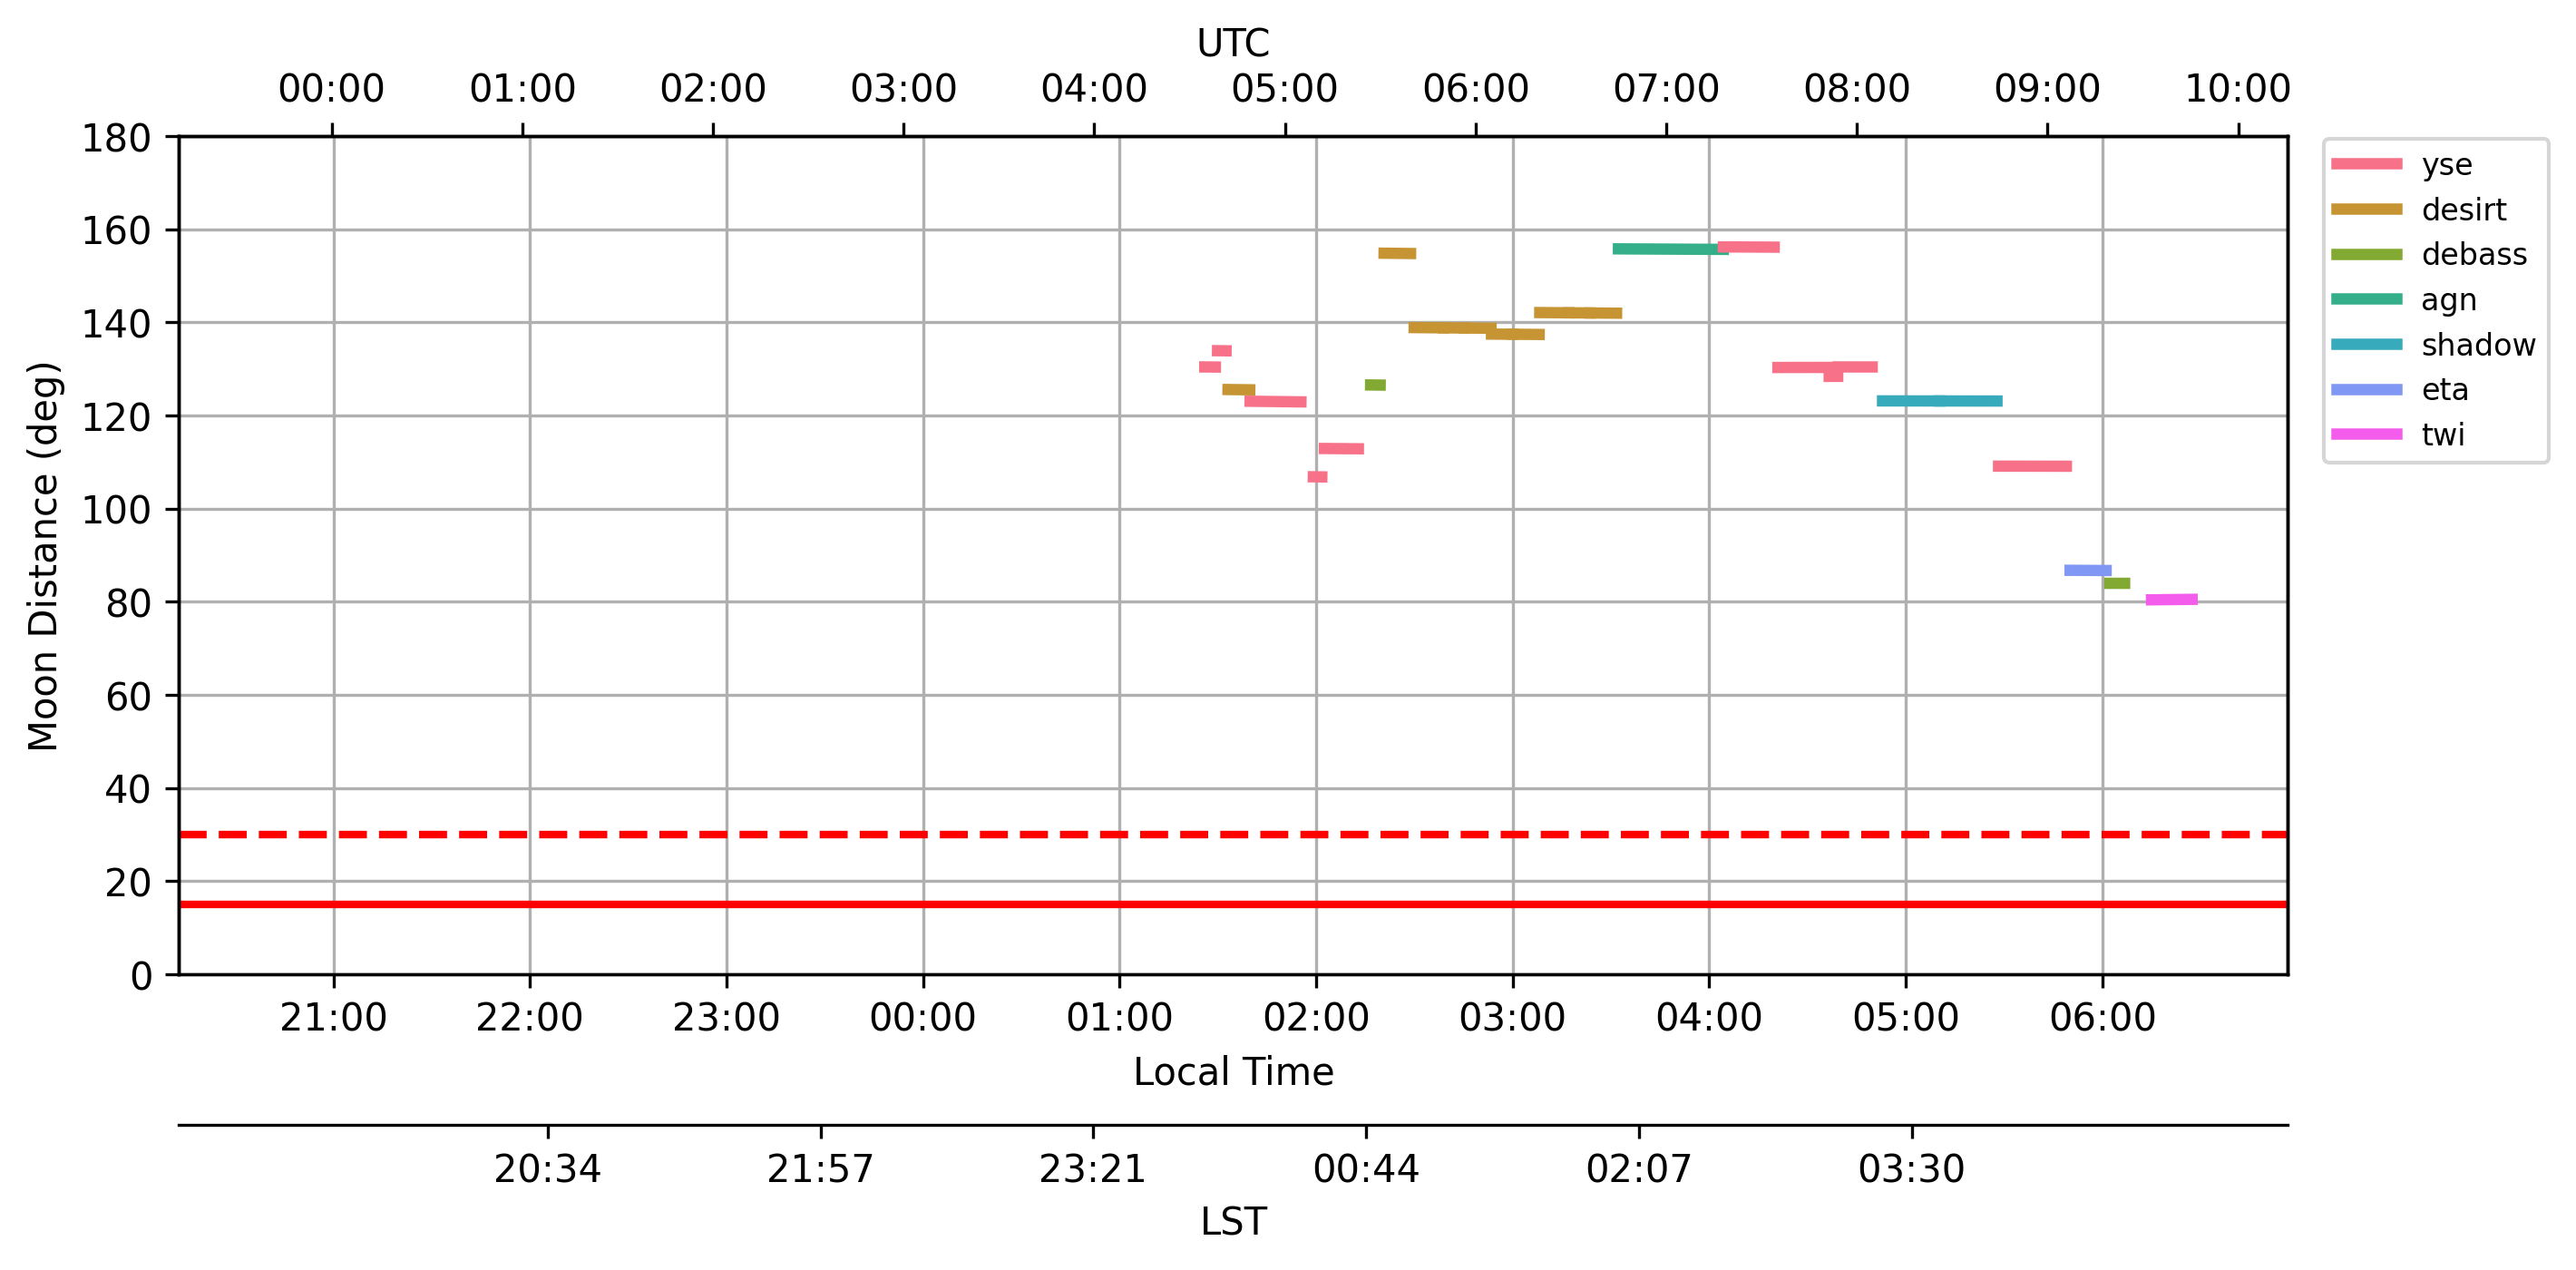 UTC
00:00 01:00 02:00 03:00 04:00 05:00 06:00 07:00 08:00 09:00 10:00
Moon Distance (deg)
180
160
140
120
100
80
60
40
20
0
yse
desirt
debass
agn
shadow
eta
twi
21:00 22:00 23:00 00:00 01:00 02:00 03:00 04:00 05:00 06:00
Local Time
20:34 21:57 23:21 00:44 02:07 03:30
LST